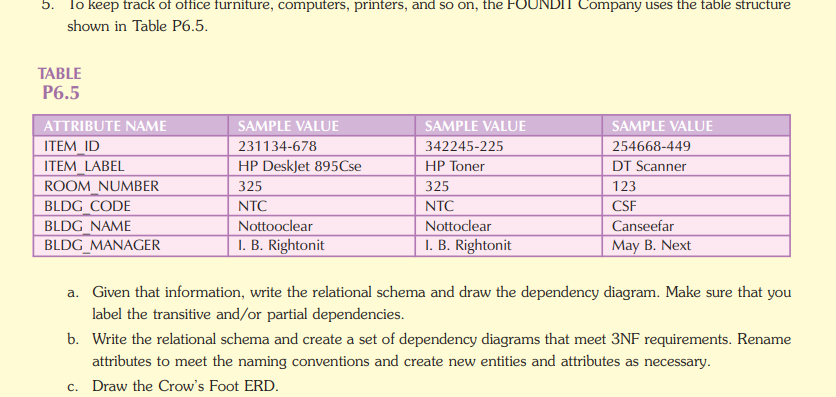 5. To keep track of office furniture, computers, printers, and so on, the FOUNDIT Company uses the table structure
shown in Table P6.5.
TABLE
P6.5
ATTRIBUTE NAME SAMPLE VALUE SAMPLE VALUE SAMPLE VALUE
ITEM_ID 231134-678 342245-225 254668-449
ITEM_LABEL HP DeskJet 895Cse HP Toner DT Scanner
ROOM_NUMBER 325 325 123
BLDG_CODE NTC NTC CSF
BLDG_NAME Nottooclear Nottoclear Canseefar
BLDG_MANAGER I. B. Rightonit I. B. Rightonit May B. Next
a. Given that information, write the relational schema and draw the dependency diagram. Make sure that you
label the transitive and/or partial dependencies.
b. Write the relational schema and create a set of dependency diagrams that meet 3NF requirements. Rename
attributes to meet the naming conventions and create new entities and attributes as necessary.
c. Draw the Crow's Foot ERD.